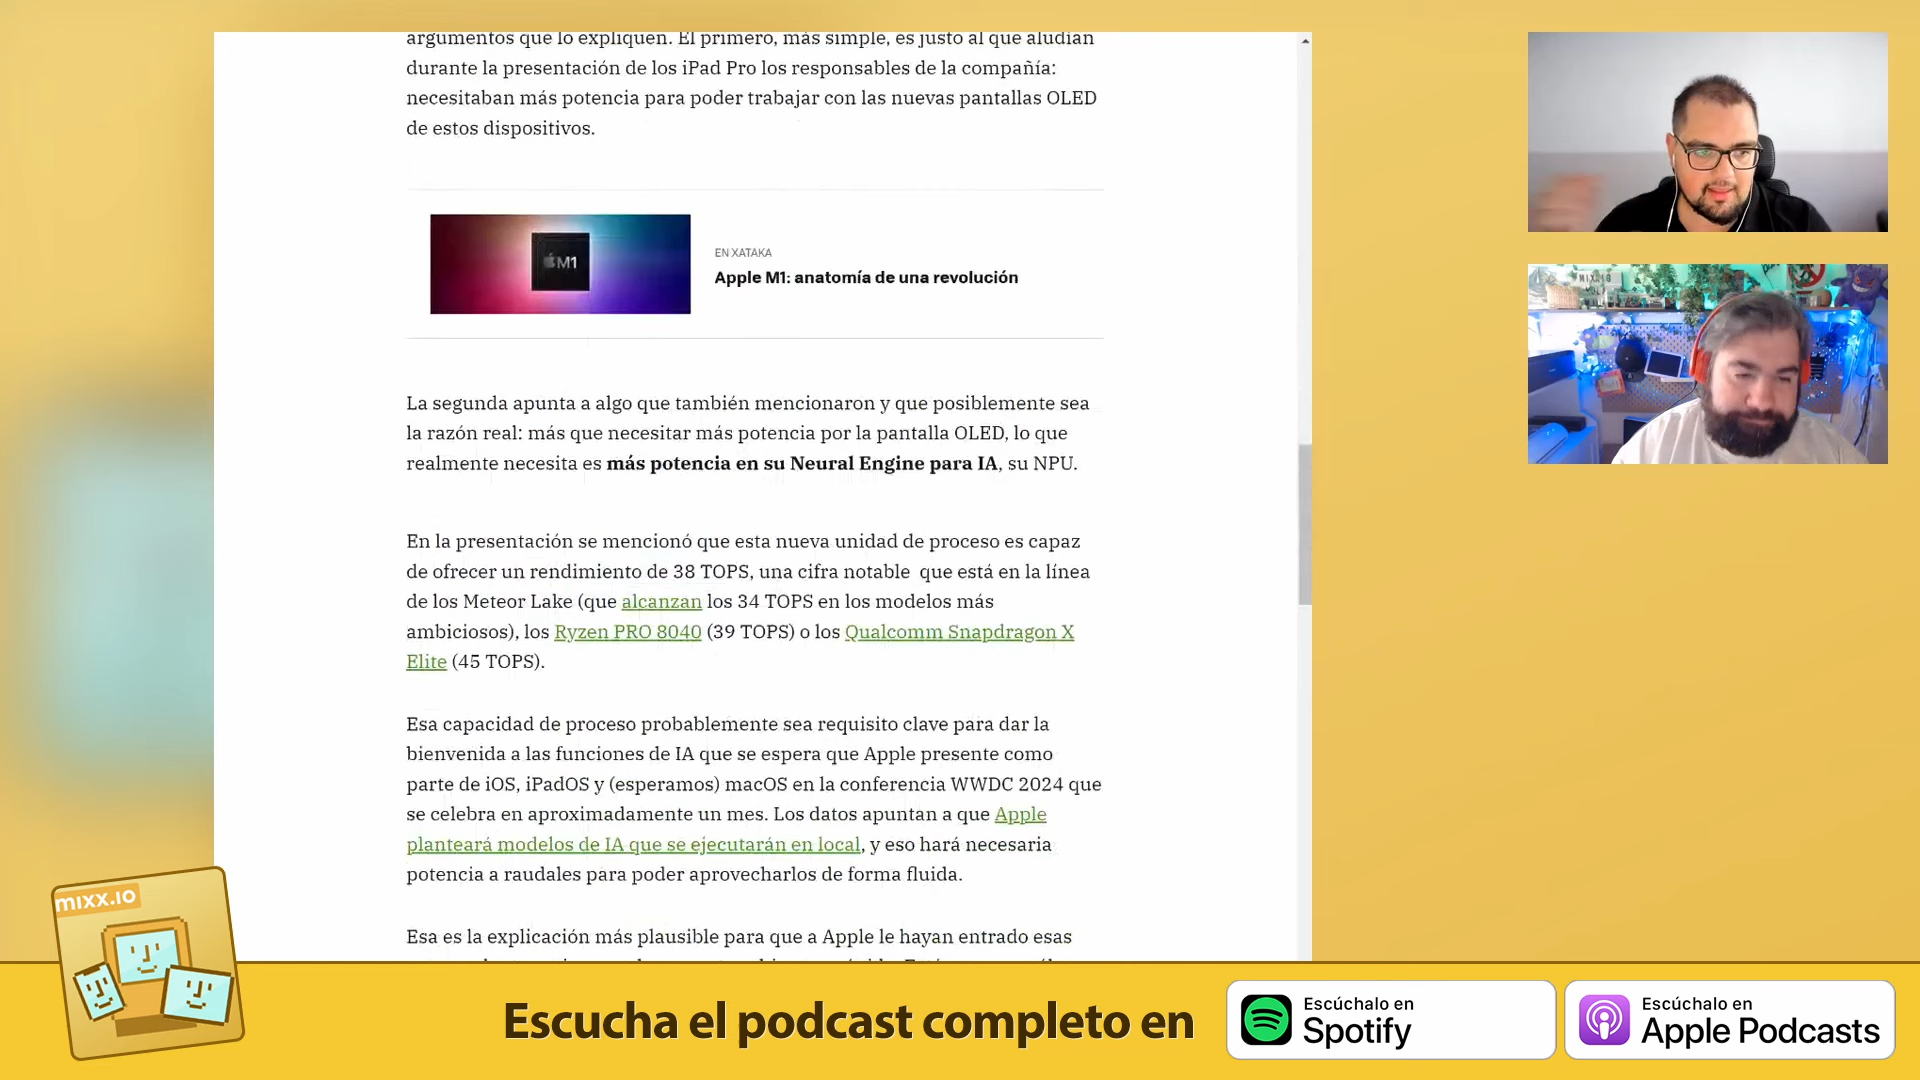 argumentos que lo expliquen. El primero, más simple, es justo al que aludían
durante la presentación de los iPad Pro los responsables de la compañía:
necesitaban más potencia para poder trabajar con las nuevas pantallas OLED
de estos dispositivos.
M1
EN XATAKA
Apple M1: anatomía de una revolución
La segunda apunta a algo que también mencionaron y que posiblemente sea
la razón real: más que necesitar más potencia por la pantalla OLED, lo que
realmente necesita es más potencia en su Neural Engine para IA, su NPU.
En la presentación se mencionó que esta nueva unidad de proceso es capaz
de ofrecer un rendimiento de 38 TOPS, una cifra notable que está en la línea
de los Meteor Lake (que alcanzan los 34 TOPS en los modelos más
ambiciosos), los Ryzen PRO 8040 (39 TOPS) o los Qualcomm Snapdragon X
Elite (45 TOPS).
Esa capacidad de proceso probablemente sea requisito clave para dar la
bienvenida a las funciones de IA que se espera que Apple presente como
parte de iOS, iPadOS y (esperamos) macOS en la conferencia WWDC 2024 que
se celebra en aproximadamente un mes. Los datos apuntan a que Apple
planteará modelos de IA que se ejecutarán en local, y eso hará necesaria
potencia a raudales para poder aprovecharlos de forma fluida.
Esa es la explicación más plausible para que a Apple le hayan entrado esas
mixx.io
Escucha el podcast completo en
Escúchalo en
Spotify
Escúchalo en
Apple Podcasts